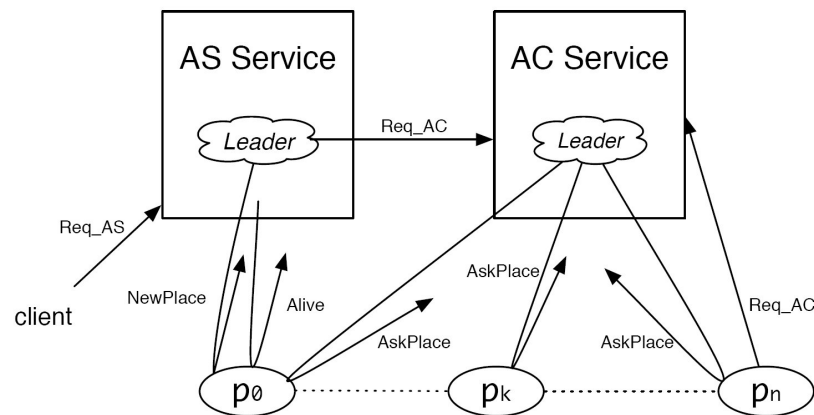 AS Service
AC Service
Leader
Req_AC
Leader
Req_AS
NewPlace
Alive
AskPlace
AskPlace
AskPlace
Req_AC
client
p0
pk
pn